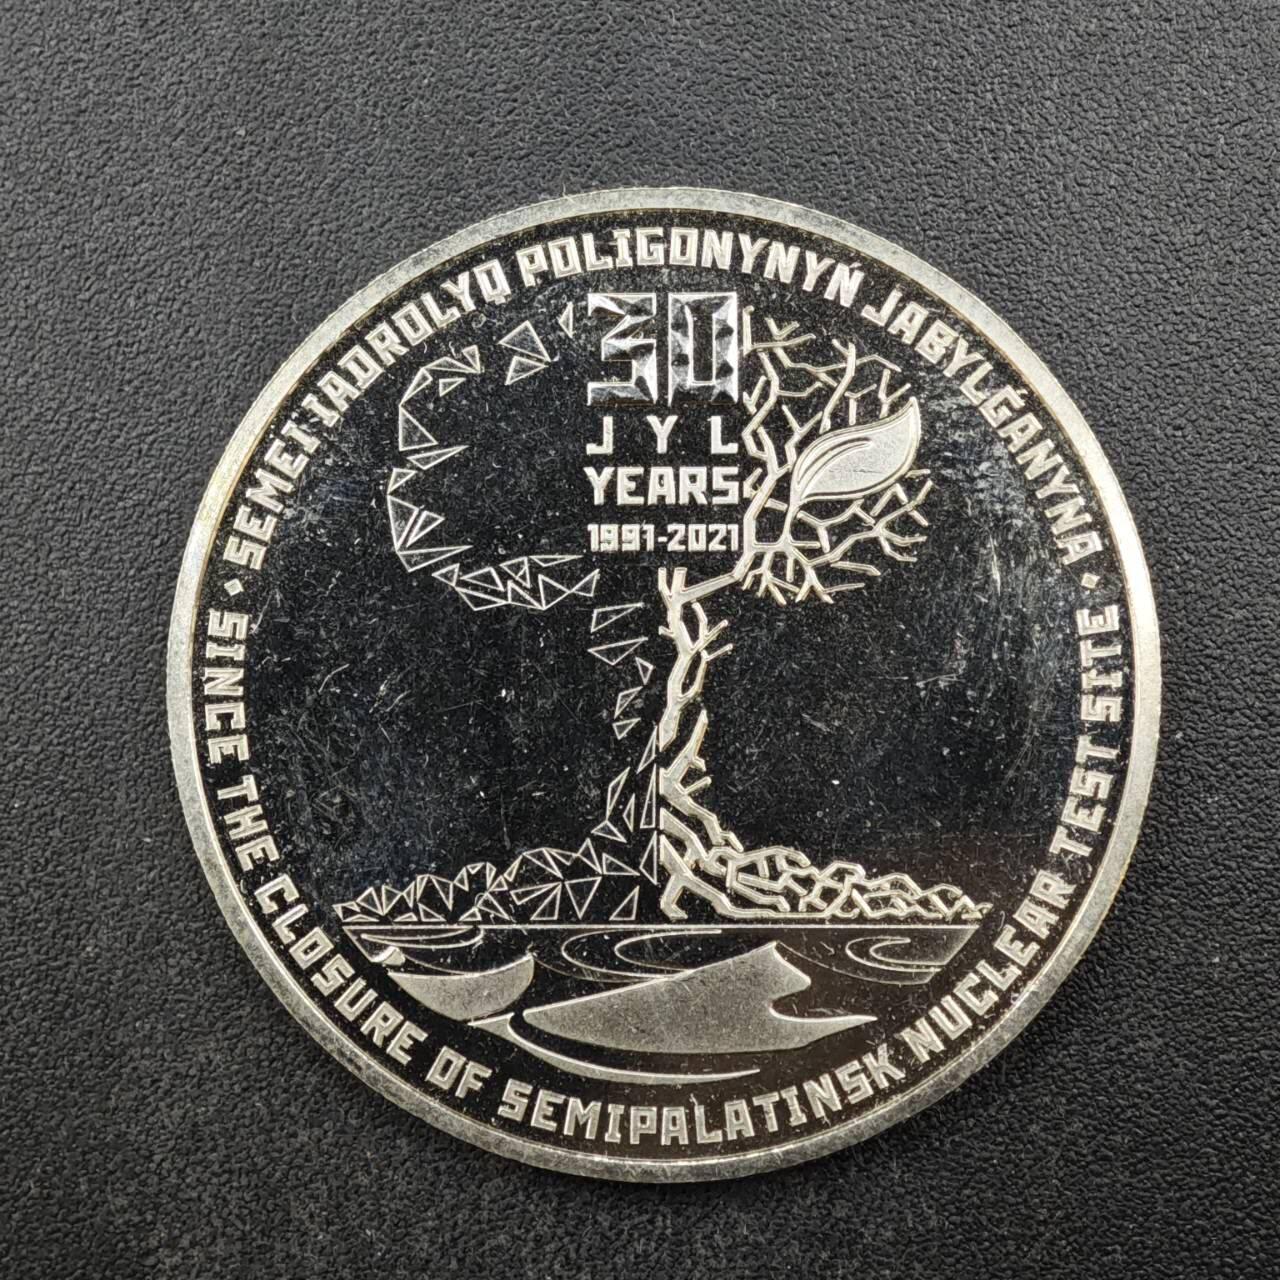 SEMEI IADROLYQ POLIGONYNYŃ JABYLǴANYNA
30
JYL
YEARS
1991-2021
SINCE THE CLOSURE OF SEMIPALATINSK NUCLEAR TEST SITE